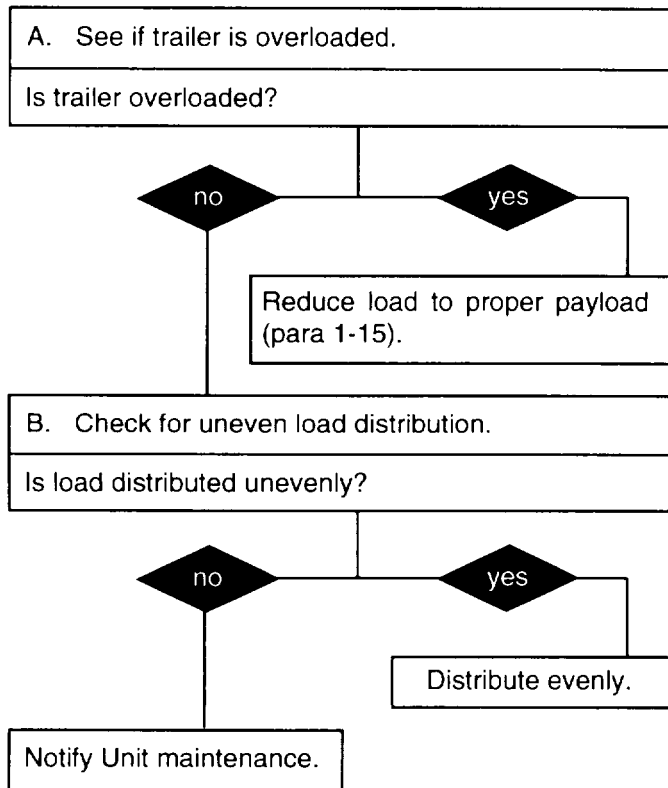 A. See if trailer is overloaded.
Is trailer overloaded?
no
yes
Reduce load to proper payload
(para 1-15).
B. Check for uneven load distribution.
Is load distributed unevenly?
no
yes
Distribute evenly.
Notify Unit maintenance.